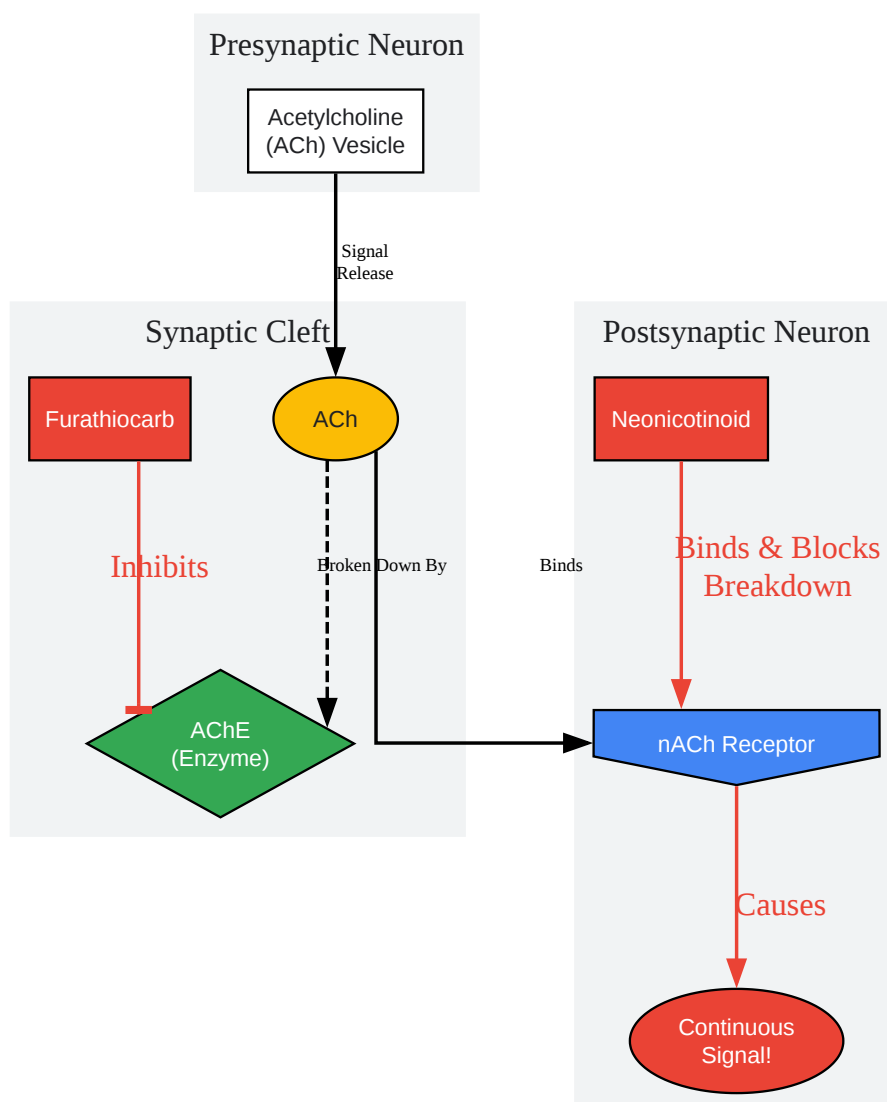 Presynaptic Neuron
Acetylcholine
(ACh) Vesicle
Signal
Release
Synaptic Cleft
Postsynaptic Neuron
Furathiocarb
ACh
Neonicotinoid
Inhibits
Broken Down By
Binds
Binds & Blocks
Breakdown
AChE
(Enzyme)
nACh Receptor
Causes
Continuous
Signal!